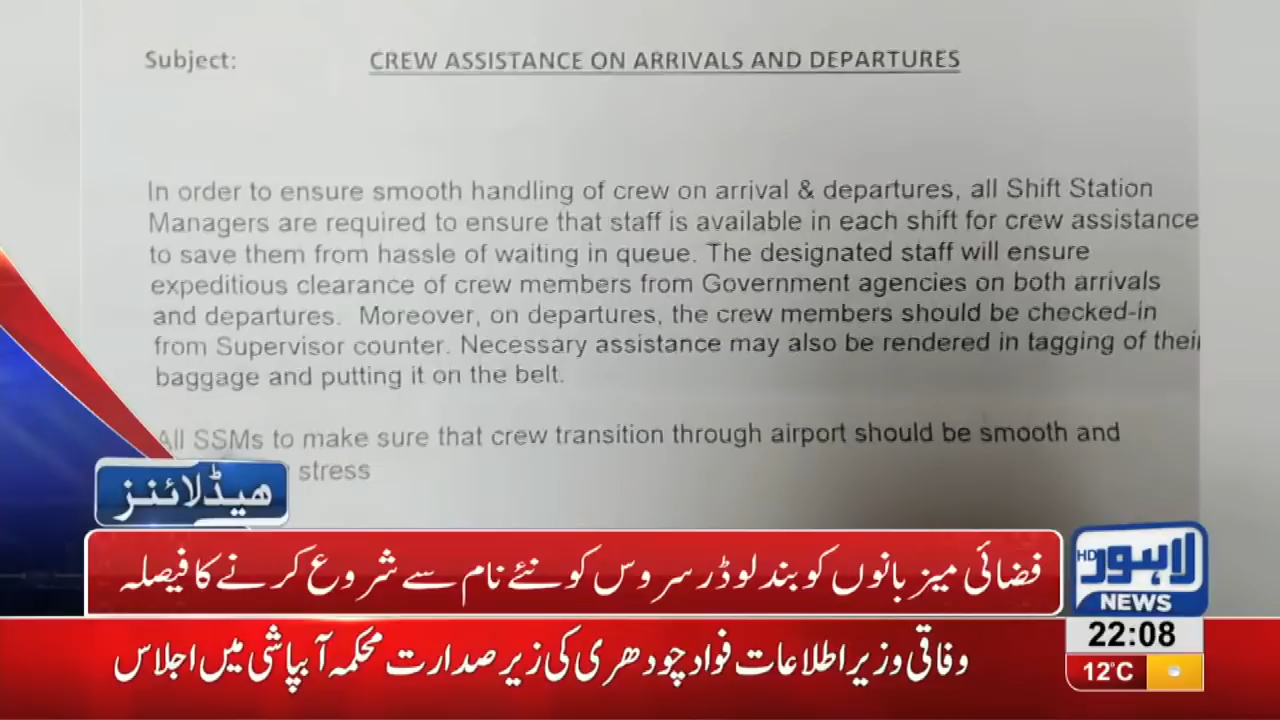 Subject: CREW ASSISTANCE ON ARRIVALS AND DEPARTURES
In order to ensure smooth handling of crew on arrival & departures, all Shift Station
Managers are required to ensure that staff is available in each shift for crew assistance
to save them from hassle of waiting in queue. The designated staff will ensure
expeditious clearance of crew members from Government agencies on both arrivals
and departures. Moreover, on departures, the crew members should be checked-in
from Supervisor counter. Necessary assistance may also be rendered in tagging of their
baggage and putting it on the belt.
All SSMs to make sure that crew transition through airport should be smooth and
stress
ہیڈلائنز
فضائی میزبانوں کو بند لوڈر سروس کو نئے نام سے شروع کرنے کا فیصلہ
لاہور HD
NEWS
22:08
وفاقی وزیر اطلاعات فواد چودھری کی زیر صدارت محکمہ آبپاشی میں اجلاس
12°C